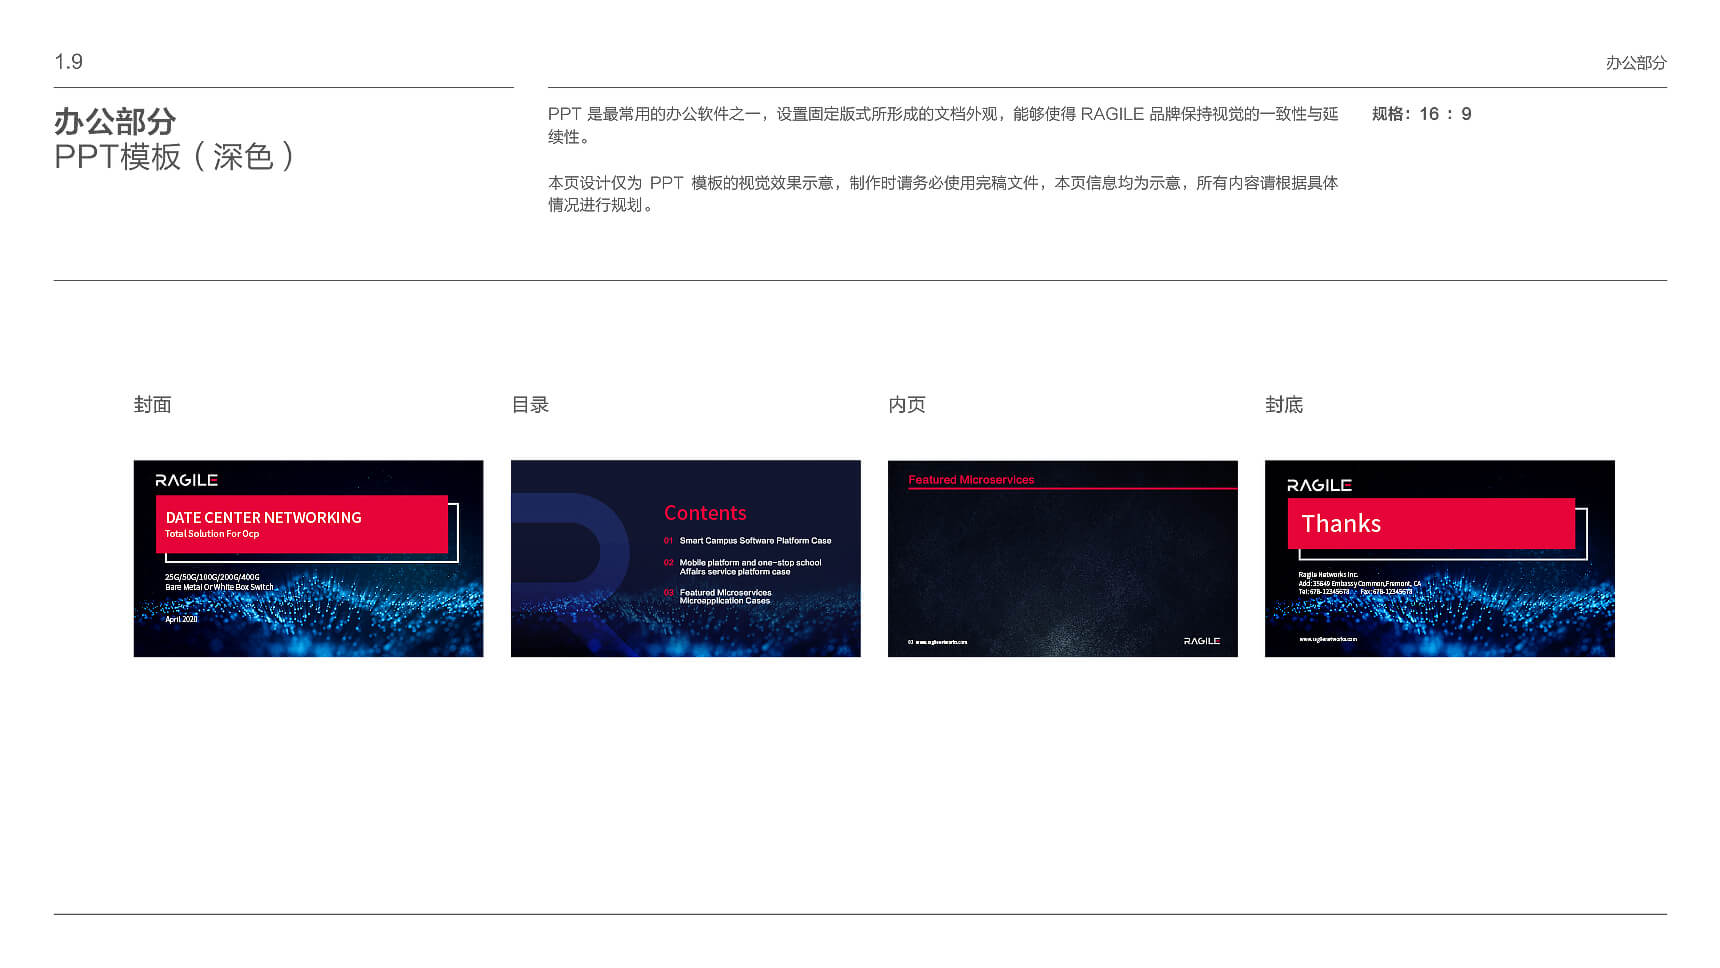 1.9
办公部分
办公部分
PPT模板（深色）
PPT 是最常用的办公软件之一，设置固定版式所形成的文档外观，能够使得 RAGILE 品牌保持视觉的一致性与延
续性。
本页设计仅为 PPT 模板的视觉效果示意，制作时请务必使用完稿文件，本页信息均为示意，所有内容请根据具体
情况进行规划。
规格：16 : 9
封面
目录
内页
封底
RAGILE
DATE CENTER NETWORKING
Total Solution For Ocp
25G/50G/100G/200G/400G
Bare Metal Or White Box Switch
April.2020
Contents
01 Smart Campus Software Platform Case
02 Mobile platform and one-stop school
Affairs service platform case
03 Featured Microservices
Microapplication Cases
Featured Microservices
03 www.ragilenetworks.com
RAGILE
RAGILE
Thanks
Ragile Networks Inc.
Add:35649 Embassy Common,Fremont, CA
Tel:678-12345678 Fax:678-12345678
www.ragilenetworks.com